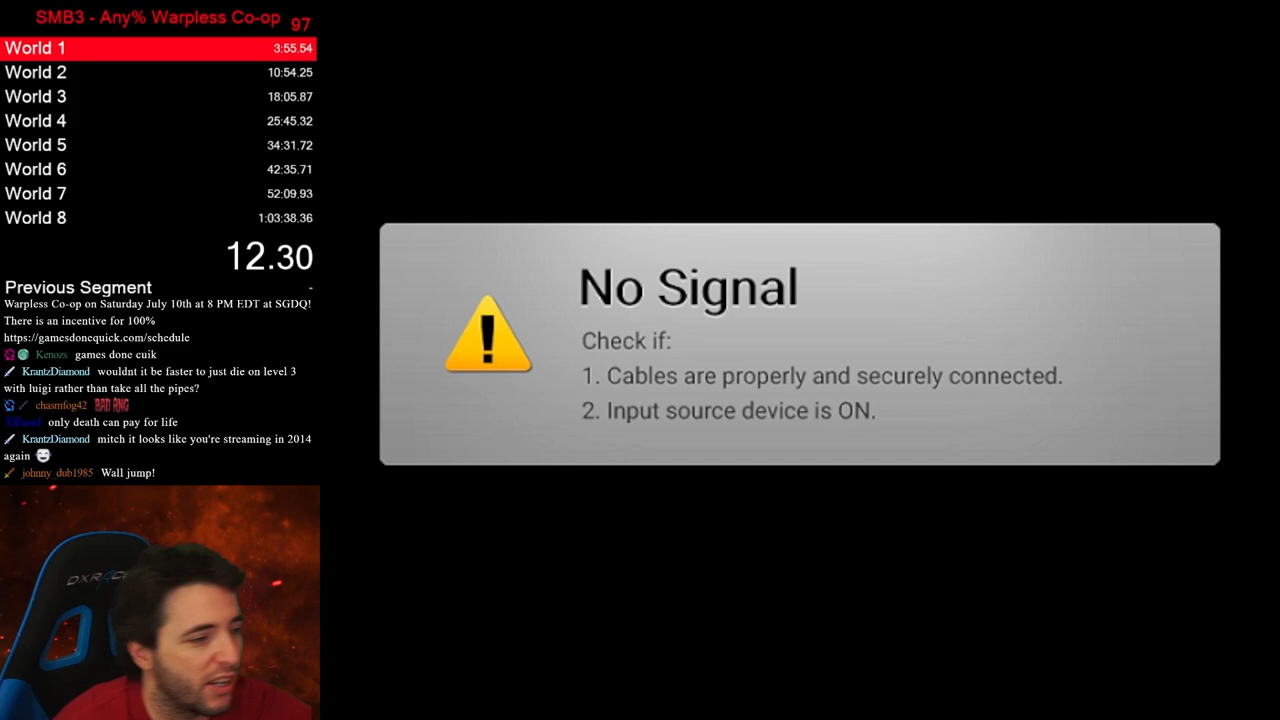 SMB3 - Any% Warpless Co-op 97
World 1 3:55.54
World 2 10:54.25
World 3 18:05.87
World 4 25:45.32
World 5 34:31.72
World 6 42:35.71
World 7 52:09.93
World 8 1:03:38.36
12.30
Previous Segment -
Warpless Co-op on Saturday July 10th at 8 PM EDT at SGDQ!
There is an incentive for 100%
https://gamesdonequick.com/schedule
Kenozs games done cuik
KrantzDiamond wouldnt it be faster to just die on level 3
with luigi rather than take all the pipes?
chasmfog42 BAD RNG
only death can pay for life
KrantzDiamond mitch it looks like you're streaming in 2014
again
johnny_dub1985 Wall jump!
No Signal
Check if:
1. Cables are properly and securely connected.
2. Input source device is ON.